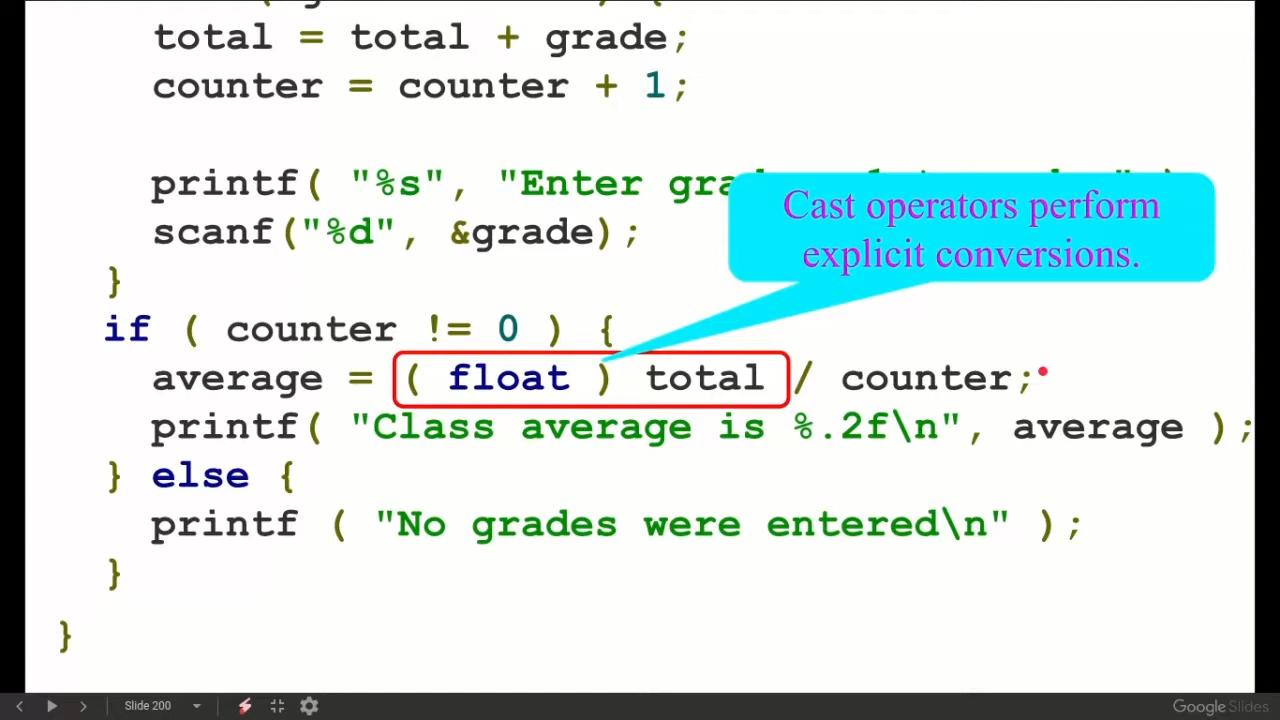 total = total + grade;
counter = counter + 1;
printf( "%s", "Enter
scanf("%d", &grade);
Cast operators perform
explicit conversions.
}
if ( counter != 0 ) {
average = ( float ) total / counter;
printf( "Class average is %.2f\n", average );
} else {
printf ( "No grades were entered\n" );
}
}
Slide 200
Google Slides